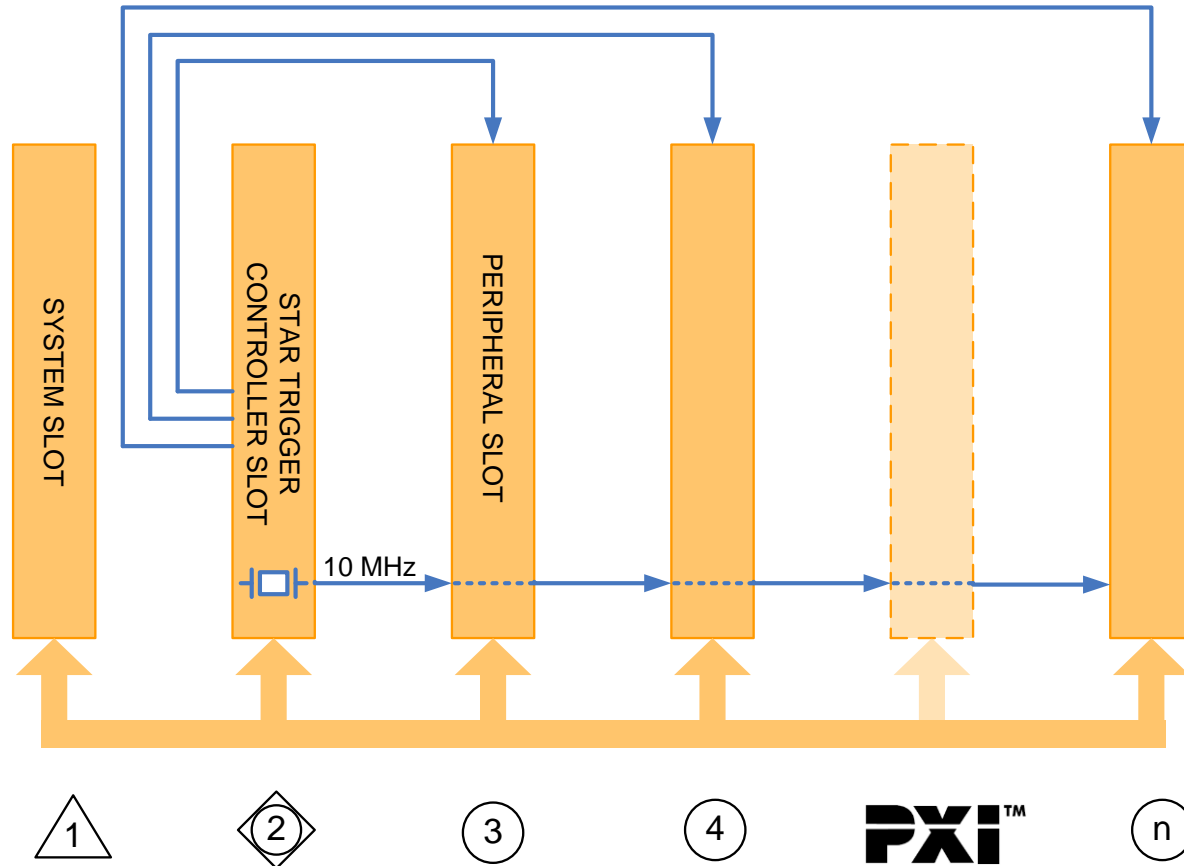 SYSTEM SLOT
STAR TRIGGER
CONTROLLER SLOT
PERIPHERAL SLOT
10 MHz
1
2
3
4
PXI™
n